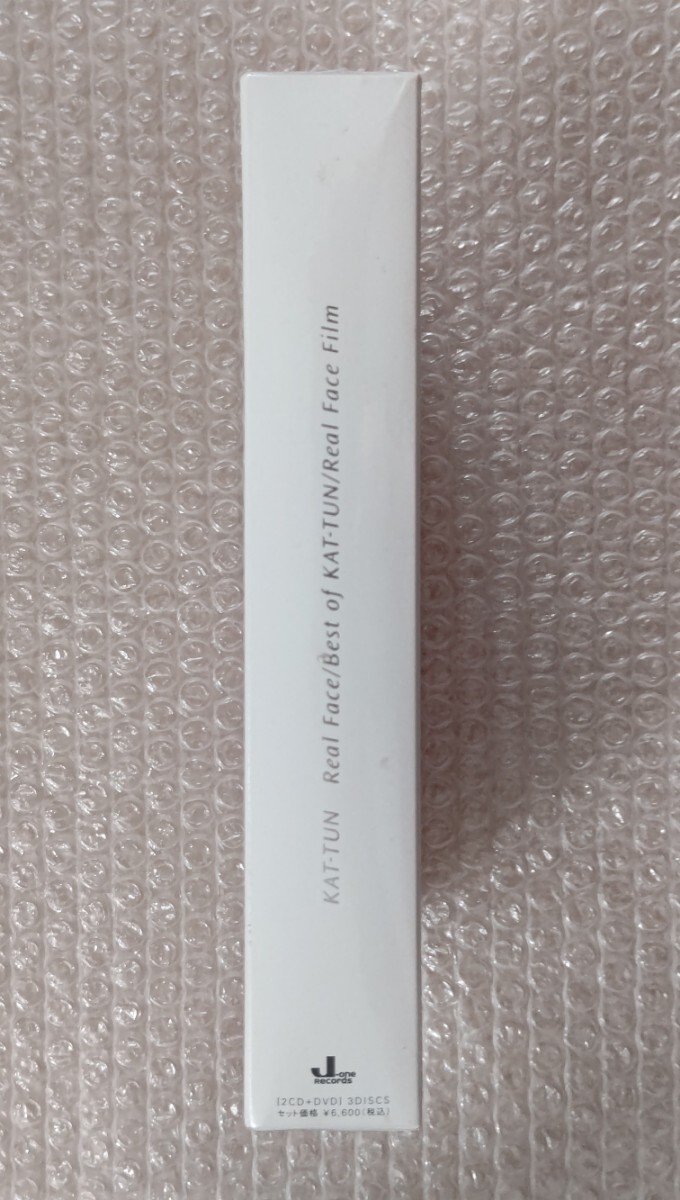 KAT-TUN Real Face/Best of KAT-TUN/Real Face Film
J-one
Records
[2CD+DVD] 3DISCS
セット価格 ¥6,600(税込)